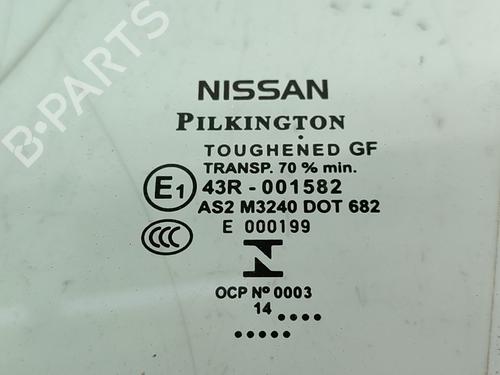 B-PARTS
NISSAN
PILKINGTON
TOUGHENED GF
TRANSP. 70 % min.
E1 43R - 001582
AS2 M3240 DOT 682
E 000199
CCC
N
OCP Nº 0003
14